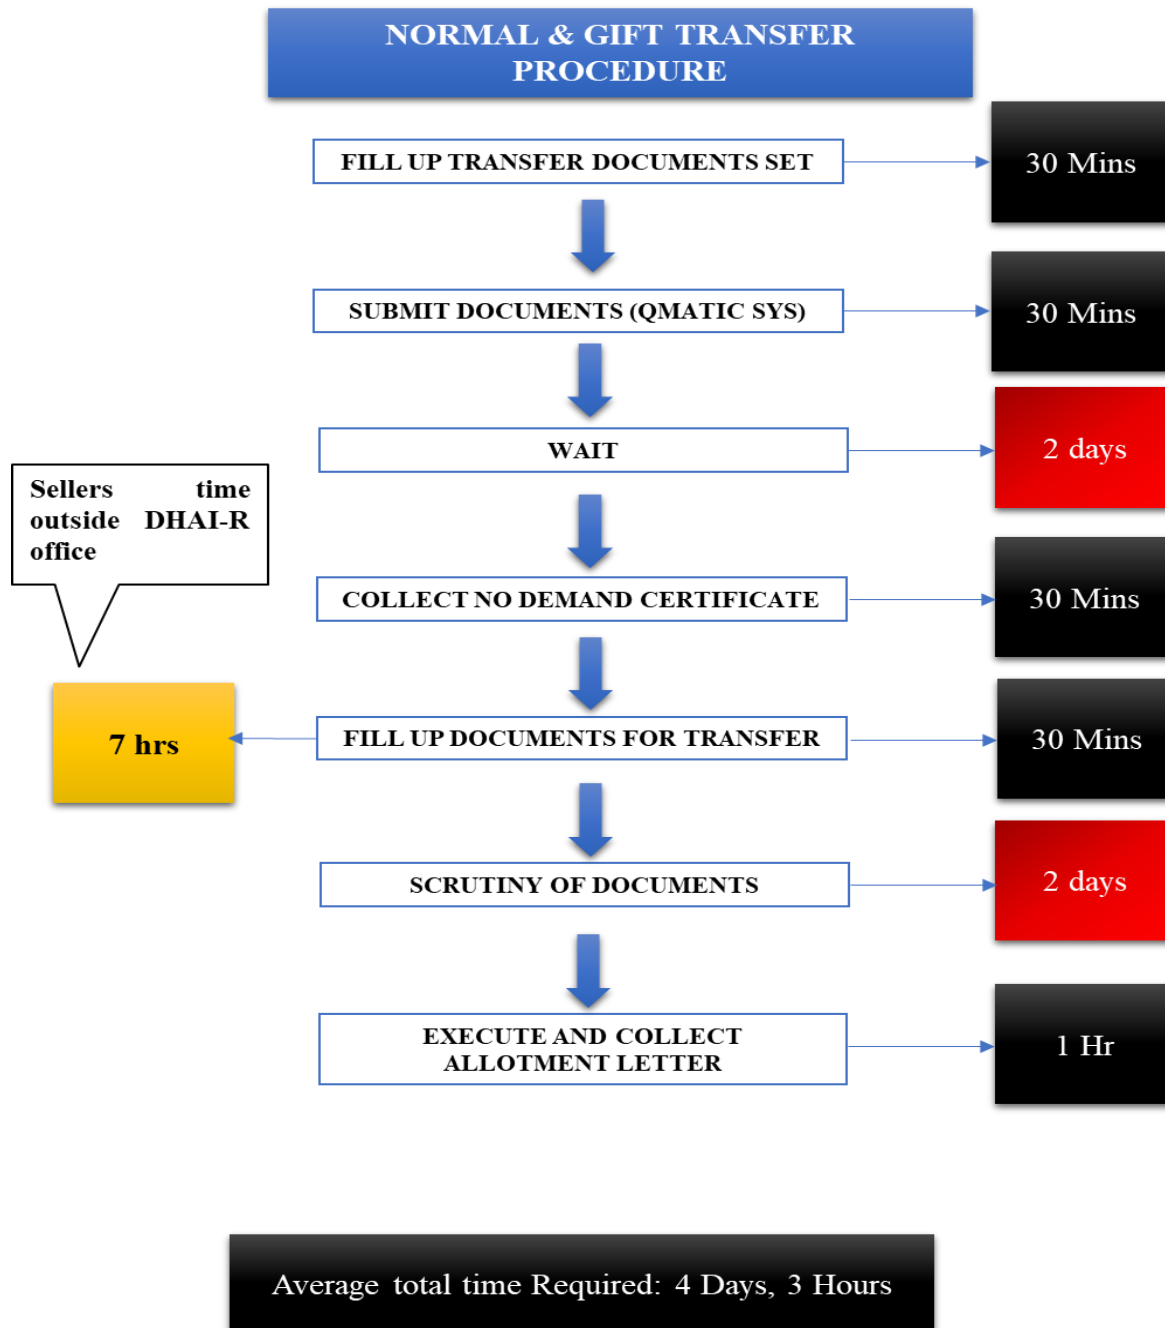 NORMAL & GIFT TRANSFER
PROCEDURE
FILL UP TRANSFER DOCUMENTS SET
30 Mins
SUBMIT DOCUMENTS (QMATIC SYS)
30 Mins
WAIT
2 days
Sellers time
outside DHAI-R
office
COLLECT NO DEMAND CERTIFICATE
30 Mins
7 hrs
FILL UP DOCUMENTS FOR TRANSFER
30 Mins
SCRUTINY OF DOCUMENTS
2 days
EXECUTE AND COLLECT
ALLOTMENT LETTER
1 Hr
Average total time Required: 4 Days, 3 Hours